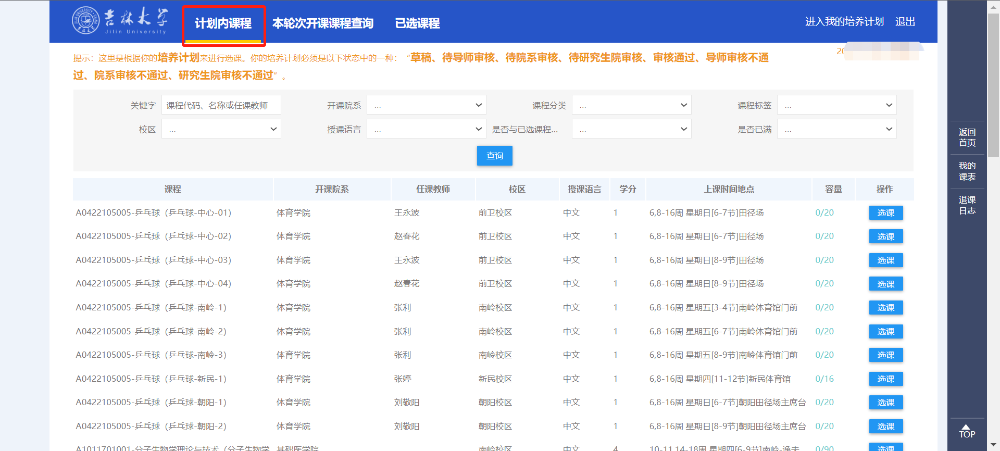 吉林大学
Jilin University
计划内课程 本轮次开课课程查询 已选课程 进入我的培养计划 退出
提示：这里是根据你的培养计划来进行选课。你的培养计划必须是以下状态中的一种：“草稿、待导师审核、待院系审核、待研究生院审核、审核通过、导师审核不通
过、院系审核不通过、研究生院审核不通过”。
20
关键字 课程代码、名称或任课教师 开课院系 ... 课程分类 ... 课程标签 ...
校区 ... 授课语言 ... 是否与已选课程... ... 是否已满 ...
查询
课程 开课院系 任课教师 校区 授课语言 学分 上课时间地点 容量 操作
A0422105005-乒乓球（乒乓球-中心-01） 体育学院 王永波 前卫校区 中文 1 6,8-16周 星期日[6-7节]田径场 0/20 选课
A0422105005-乒乓球（乒乓球-中心-02） 体育学院 赵春花 前卫校区 中文 1 6,8-16周 星期日[6-7节]田径场 0/20 选课
A0422105005-乒乓球（乒乓球-中心-03） 体育学院 王永波 前卫校区 中文 1 6,8-16周 星期日[8-9节]田径场 0/20 选课
A0422105005-乒乓球（乒乓球-中心-04） 体育学院 赵春花 前卫校区 中文 1 6,8-16周 星期日[8-9节]田径场 0/20 选课
A0422105005-乒乓球（乒乓球-南岭-1） 体育学院 张利 南岭校区 中文 1 6,8-16周 星期五[3-4节]南岭体育馆门前 0/20 选课
A0422105005-乒乓球（乒乓球-南岭-2） 体育学院 张利 南岭校区 中文 1 6,8-16周 星期五[6-7节]南岭体育馆门前 0/20 选课
A0422105005-乒乓球（乒乓球-南岭-3） 体育学院 张利 南岭校区 中文 1 6,8-16周 星期五[8-9节]南岭体育馆门前 0/20 选课
A0422105005-乒乓球（乒乓球-新民-1） 体育学院 张婷 新民校区 中文 1 6,8-16周 星期四[11-12节]新民体育馆 0/16 选课
A0422105005-乒乓球（乒乓球-朝阳-1） 体育学院 刘敬阳 朝阳校区 中文 1 6,8-16周 星期日[6-7节]朝阳田径场主席台 0/20 选课
A0422105005-乒乓球（乒乓球-朝阳-2） 体育学院 刘敬阳 朝阳校区 中文 1 6,8-16周 星期日[8-9节]朝阳田径场主席台 0/20 选课
A1011701001-分子生物学理论与技术（分子生物学 基础医学院 南岭校区 中文 4 10-11,14-18周 星期四[6-9节]南岭-逸夫 0/90 选课
返回
首页
我的
课表
退课
日志
TOP